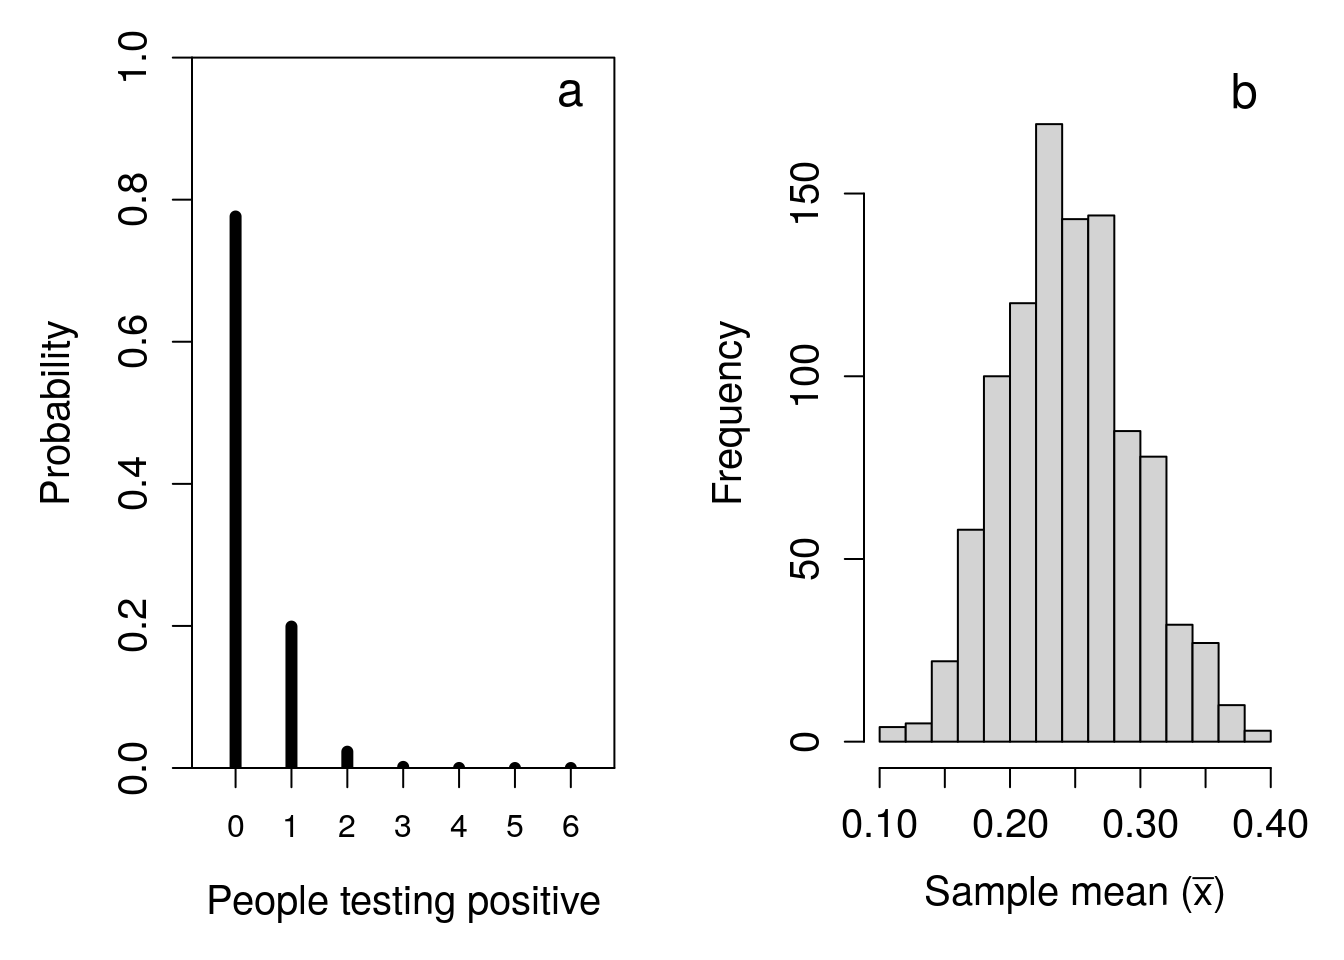 a
Probability
1.0
0.8
0.6
0.4
0.2
0.0
0 1 2 3 4 5 6
People testing positive
b
Frequency
150
100
50
0
0.10 0.20 0.30 0.40
Sample mean (x̅)